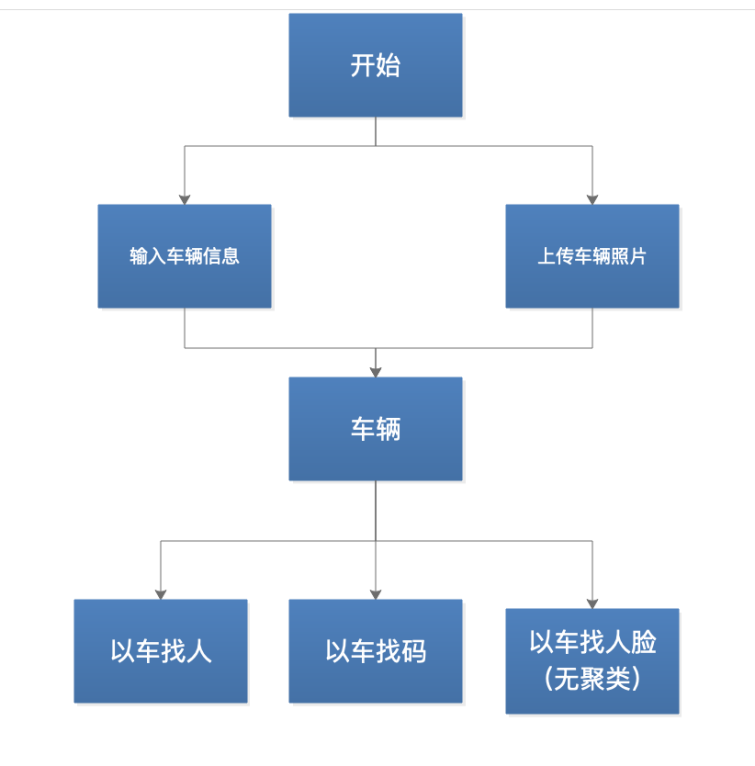 开始
输入车辆信息
上传车辆照片
车辆
以车找人
以车找码
以车找人脸
（无聚类）